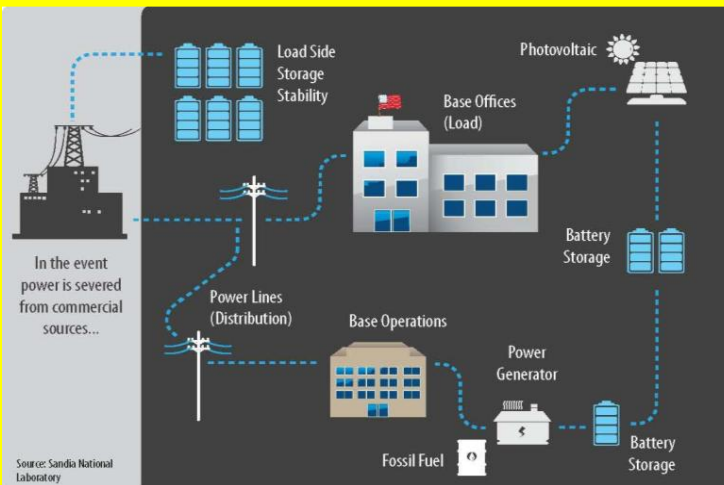 Load Side
Storage
Stability
Photovoltaic
Base Offices
(Load)
In the event
power is severed
from commercial
sources...
Battery
Storage
Power Lines
(Distribution)
Base Operations
Power
Generator
Fossil Fuel
Battery
Storage
Source: Sandia National
Laboratory